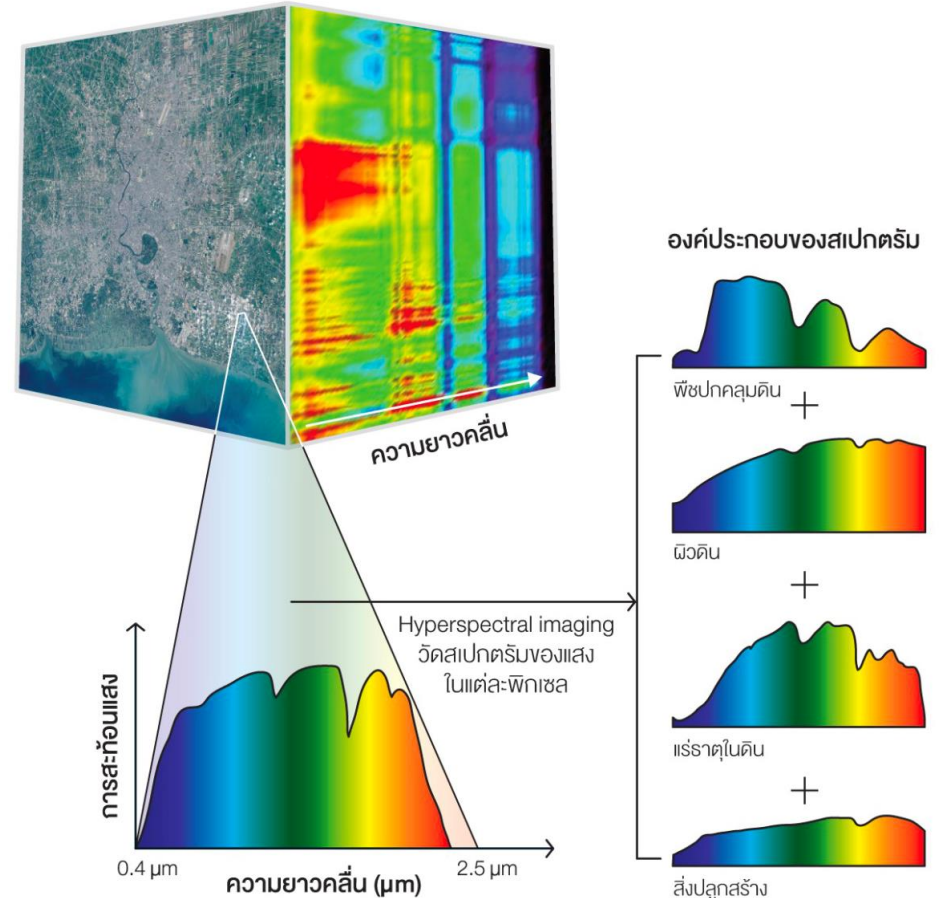 ความยาวคลื่น
องค์ประกอบของสเปกตรัม
พืชปกคลุมดิน
+
ผิวดิน
+
แร่ธาตุในดิน
+
สิ่งปลูกสร้าง
Hyperspectral imaging
วัดสเปกตรัมของแสง
ในแต่ละพิกเซล
การสะท้อนแสง
0.4 µm
2.5 µm
ความยาวคลื่น (µm)